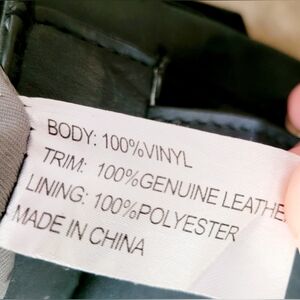 BODY: 100%VINYL
TRIM: 100%GENUINE LEATHE
LINING: 100%POLYESTER
MADE IN CHINA